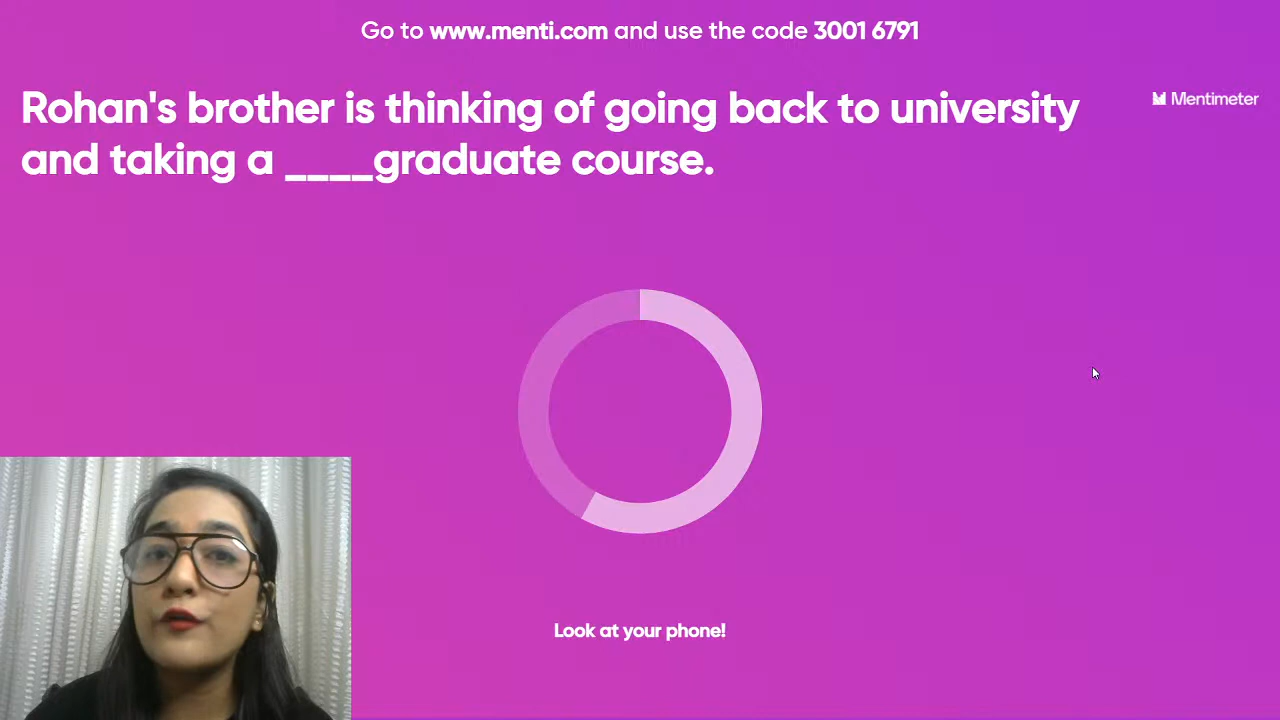 Go to www.menti.com and use the code 3001 6791
Rohan's brother is thinking of going back to university
and taking a ____graduate course.
Mentimeter
Look at your phone!